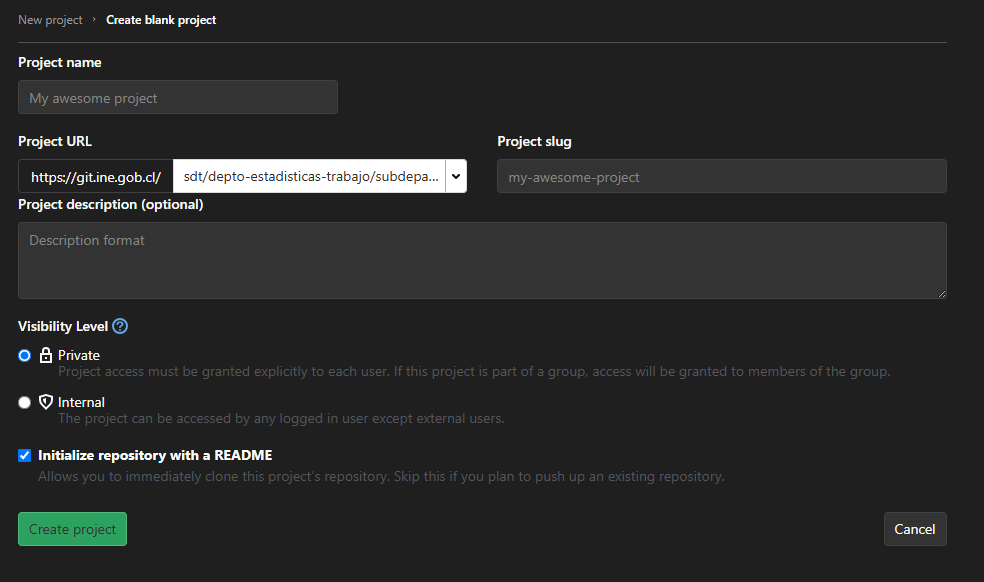 New project › Create blank project
Project name
My awesome project
Project URL
Project slug
https://git.ine.gob.cl/
sdt/depto-estadisticas-trabajo/subdepa...
my-awesome-project
Project description (optional)
Description format
Visibility Level
Private
Project access must be granted explicitly to each user. If this project is part of a group, access will be granted to members of the group.
Internal
The project can be accessed by any logged in user except external users.
Initialize repository with a README
Allows you to immediately clone this project's repository. Skip this if you plan to push up an existing repository.
Create project
Cancel